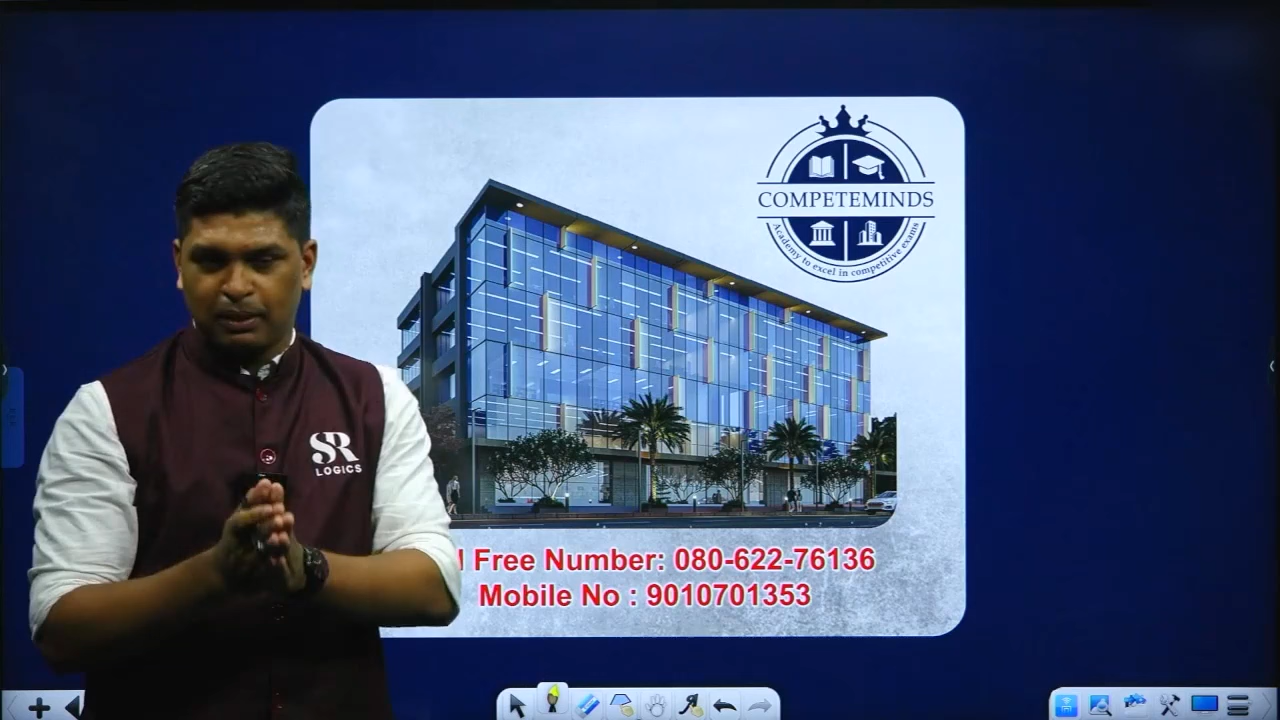 COMPETEMINDS
Academy to excel in competitive exams
SR
LOGICS
Free Number: 080-622-76136
Mobile No : 9010701353